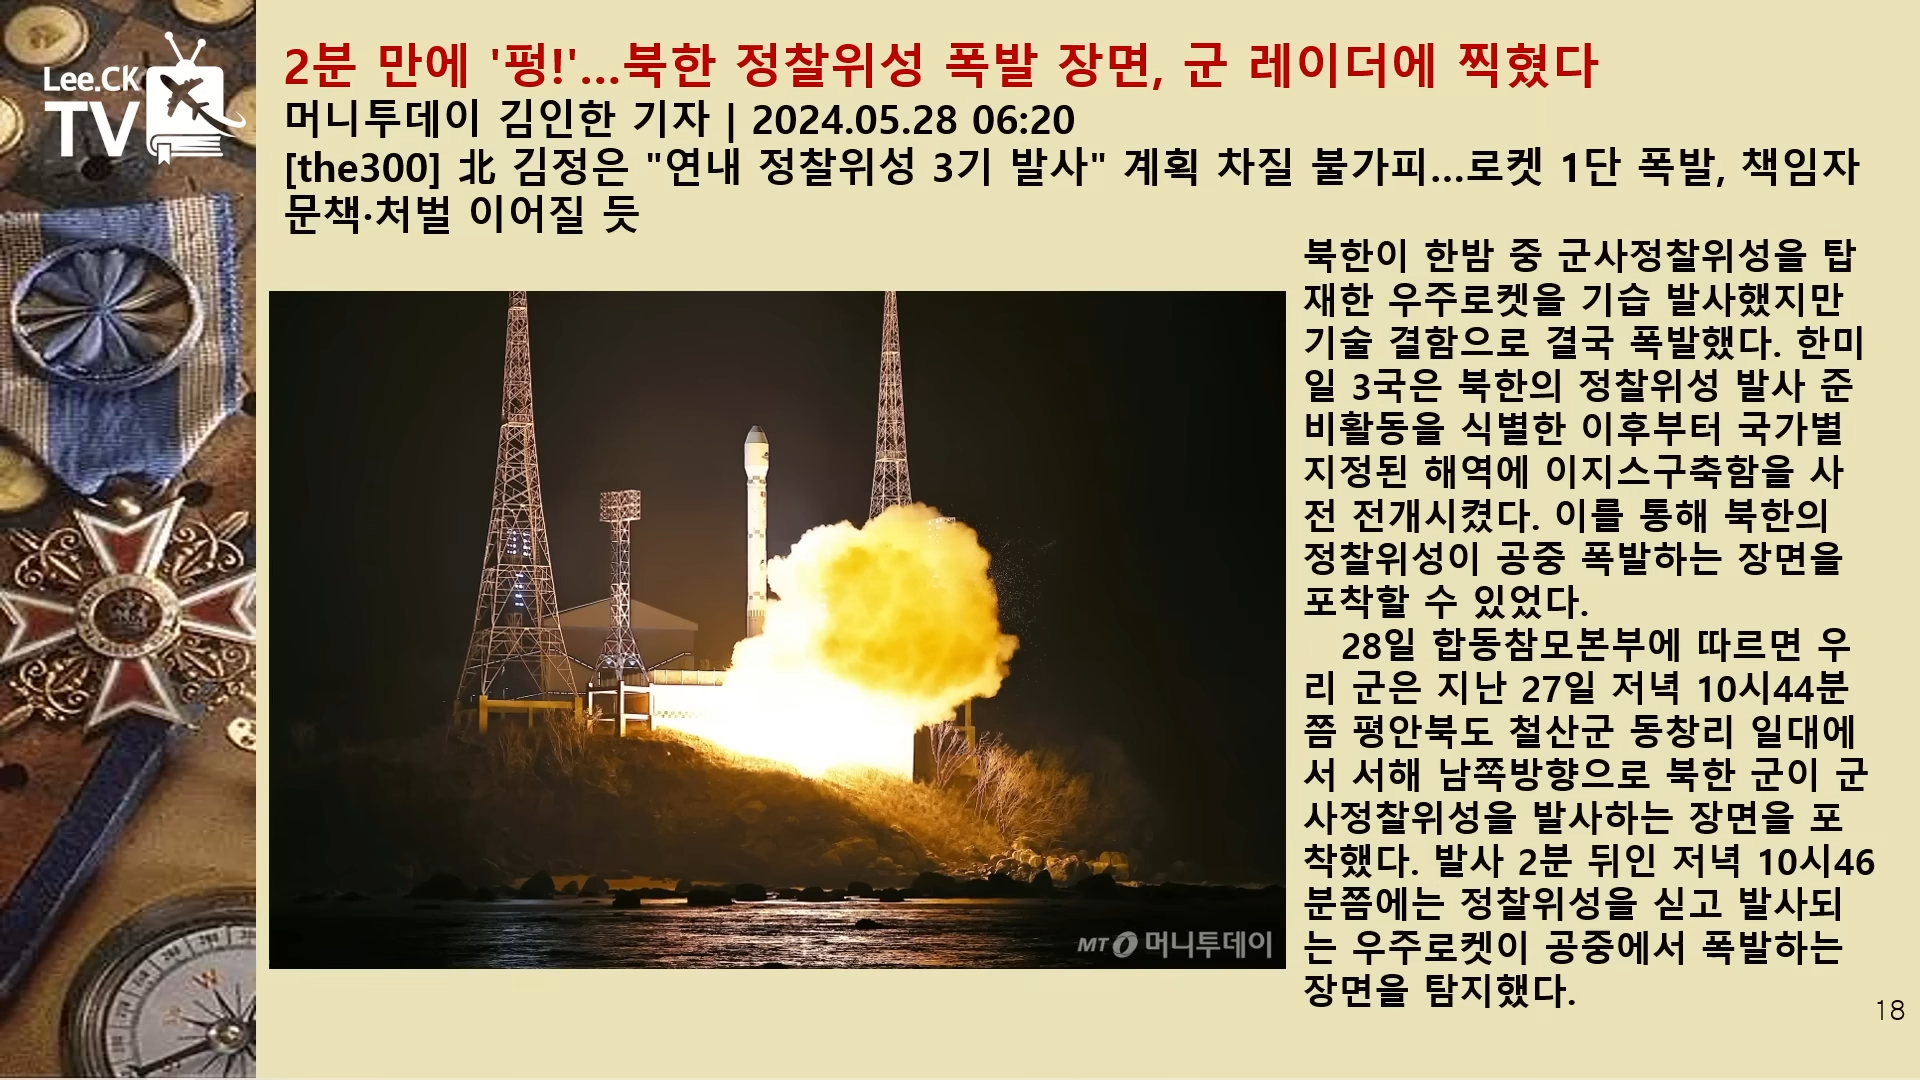 Lee.CK
TV
2분 만에 '펑!'...북한 정찰위성 폭발 장면, 군 레이더에 찍혔다
머니투데이 김인한 기자 | 2024.05.28 06:20
[the300] 北 김정은 "연내 정찰위성 3기 발사" 계획 차질 불가피...로켓 1단 폭발, 책임자
문책·처벌 이어질 듯
북한이 한밤 중 군사정찰위성을 탑
재한 우주로켓을 기습 발사했지만
기술 결함으로 결국 폭발했다. 한미
일 3국은 북한의 정찰위성 발사 준
비활동을 식별한 이후부터 국가별
지정된 해역에 이지스구축함을 사
전 전개시켰다. 이를 통해 북한의
정찰위성이 공중 폭발하는 장면을
포착할 수 있었다.
28일 합동참모본부에 따르면 우
리 군은 지난 27일 저녁 10시44분
쯤 평안북도 철산군 동창리 일대에
서 서해 남쪽방향으로 북한 군이 군
사정찰위성을 발사하는 장면을 포
착했다. 발사 2분 뒤인 저녁 10시46
분쯤에는 정찰위성을 싣고 발사되
는 우주로켓이 공중에서 폭발하는
장면을 탐지했다.
MT 머니투데이
18